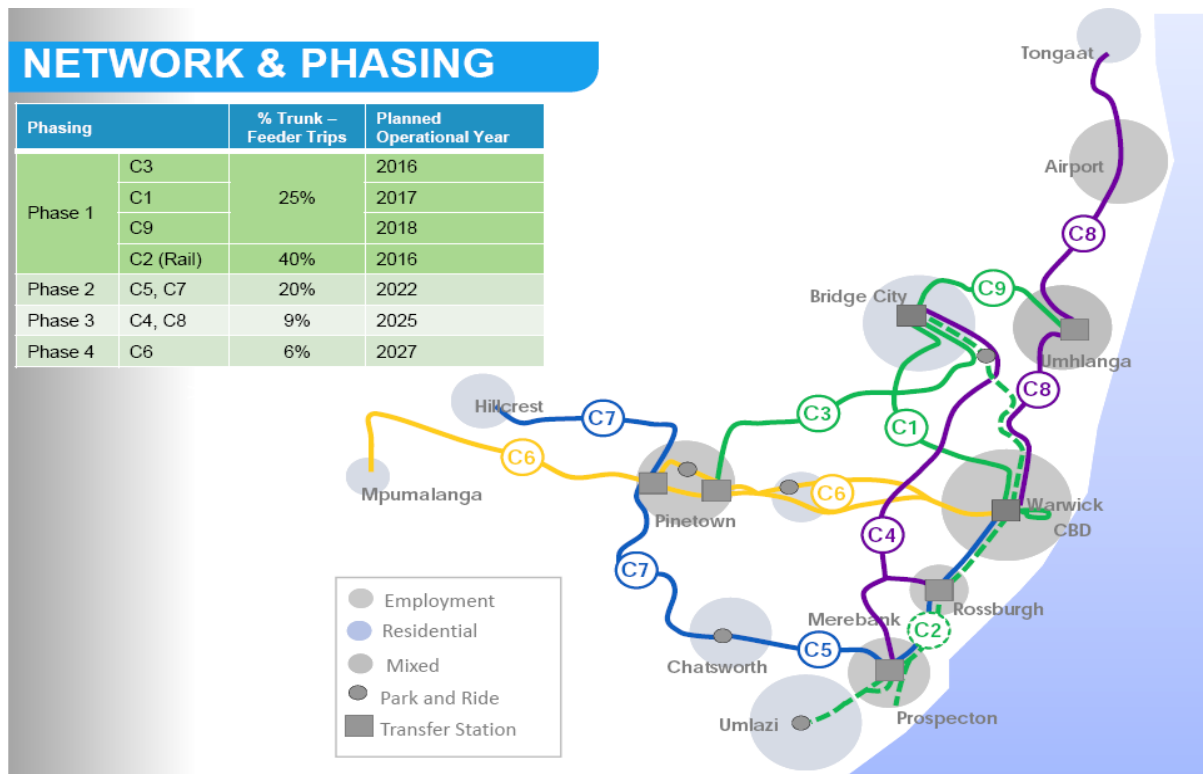 NETWORK & PHASING
Phasing
% Trunk –
Feeder Trips
Planned
Operational Year
Phase 1
C3
25%
2016
C1
2017
C9
2018
C2 (Rail)
40%
2016
Phase 2
C5, C7
20%
2022
Phase 3
C4, C8
9%
2025
Phase 4
C6
6%
2027
Tongaat
Airport
C8
C9
Bridge City
Umhlanga
C8
Hillcrest
C7
C3
C1
C6
Mpumalanga
C6
Pinetown
Warwick
CBD
C4
C7
Rossburgh
Merebank
C2
C5
Chatsworth
Umlazi
Prospecton
Employment
Residential
Mixed
Park and Ride
Transfer Station